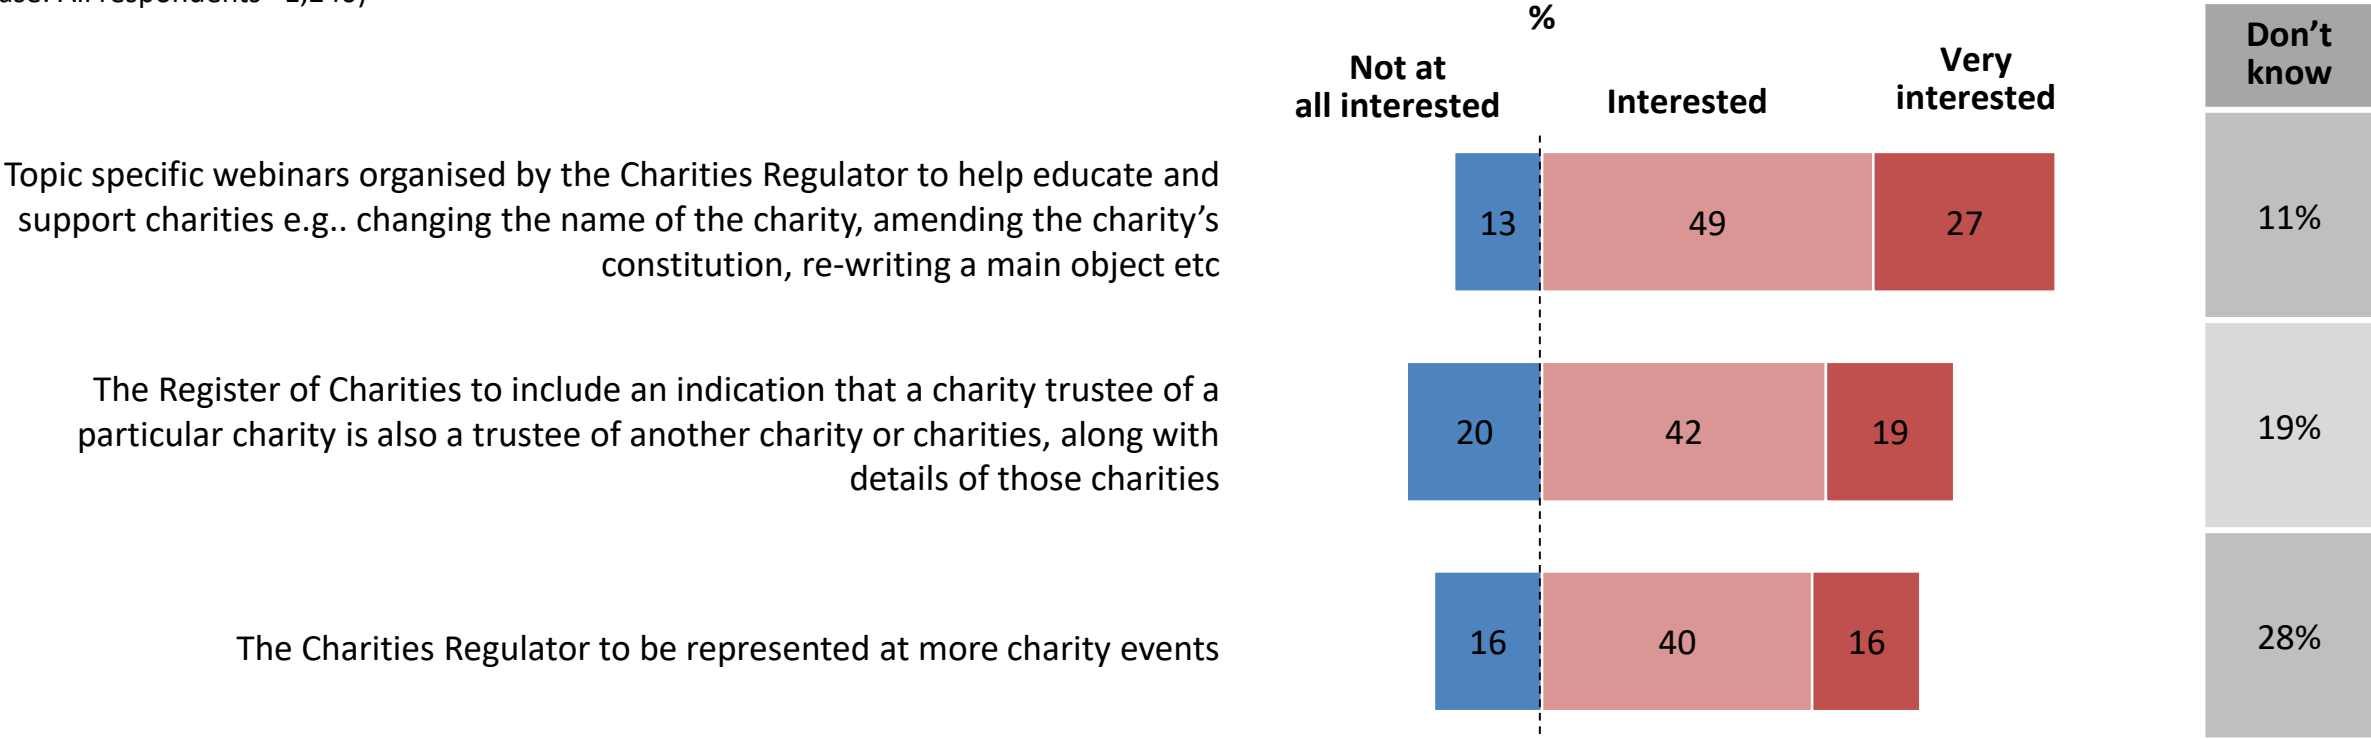 All respondents
%
Not at
all interested
Interested
Very
interested
Don’t
know
Topic specific webinars organised by the Charities Regulator to help educate and
support charities e.g.. changing the name of the charity, amending the charity’s
constitution, re-writing a main object etc
13
49
27
11%
The Register of Charities to include an indication that a charity trustee of a
particular charity is also a trustee of another charity or charities, along with
details of those charities
20
42
19
19%
The Charities Regulator to be represented at more charity events
16
40
16
28%